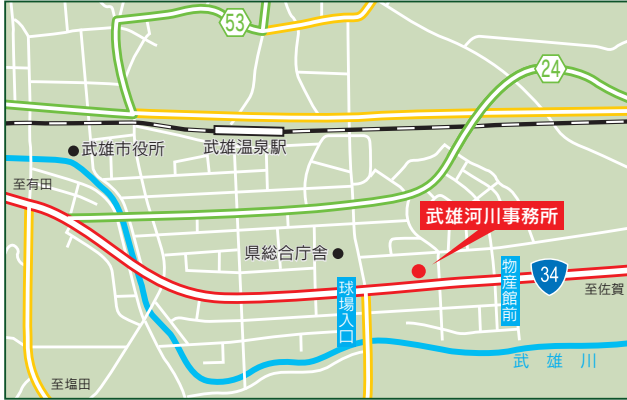 53
24
武雄市役所
武雄温泉駅
至有田
武雄河川事務所
県総合庁舎
球場入口
物産館前
34
至佐賀
武雄川
至塩田